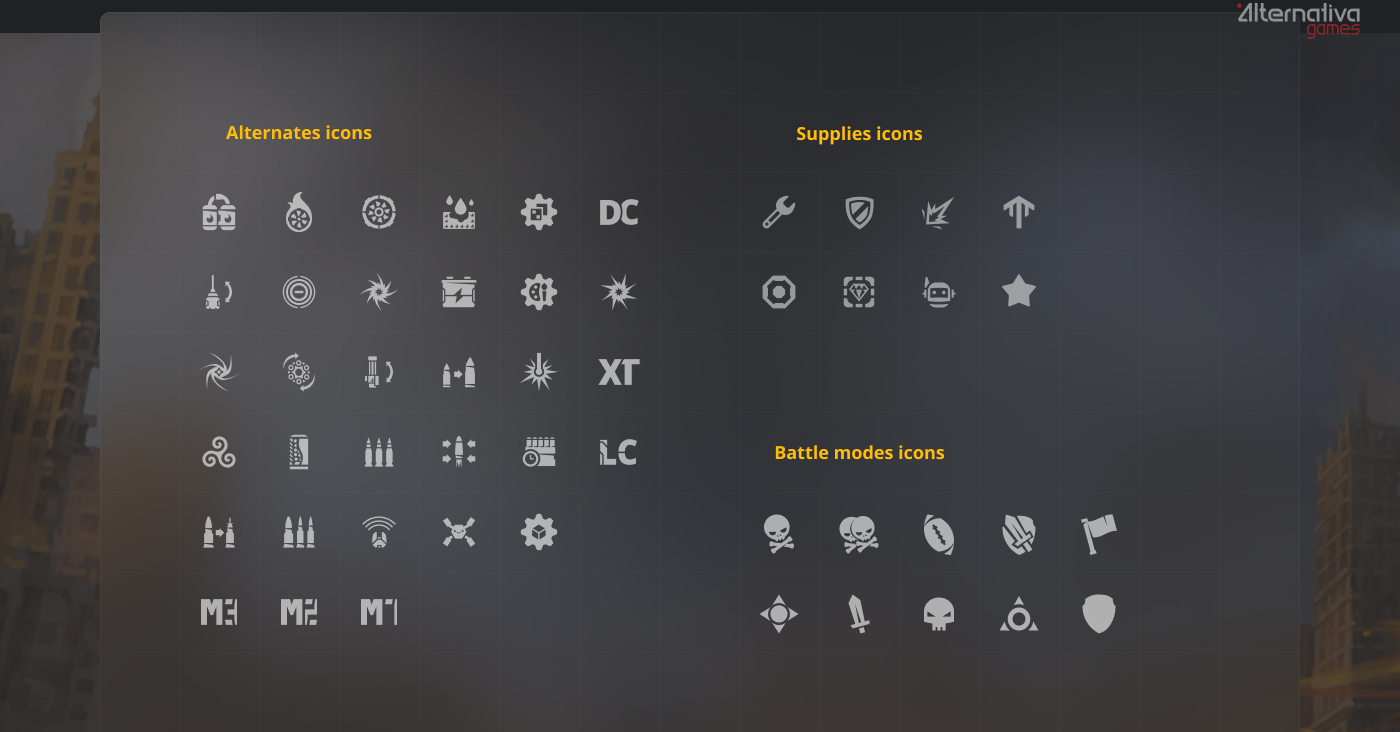 Alternativa
games
Alternates icons
Supplies icons
DC
XT
Battle modes icons
LC
M3 M2 M1